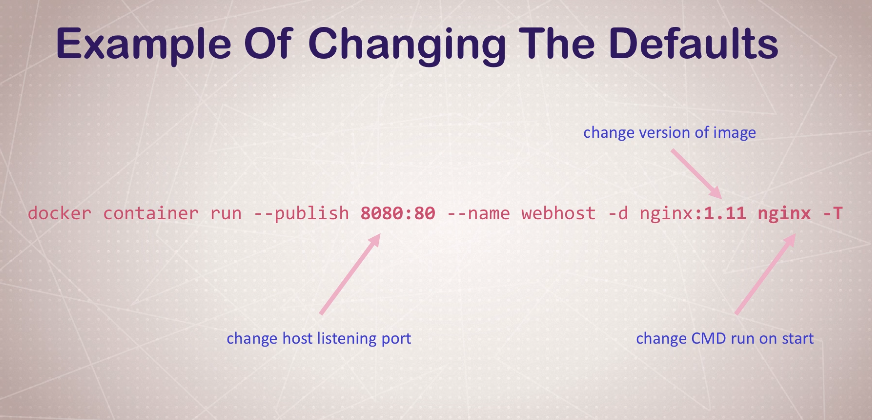 Example Of Changing The Defaults
change version of image
docker container run --publish 8080:80 --name webhost -d nginx:1.11 nginx -T
change host listening port
change CMD run on start